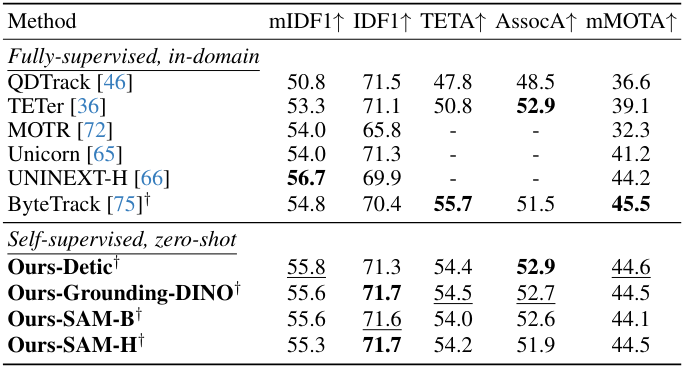 Method mIDF1↑ IDF1↑ TETA↑ AssocA↑ mMOTA↑
Fully-supervised, in-domain
QDTrack [46] 50.8 71.5 47.8 48.5 36.6
TETer [36] 53.3 71.1 50.8 52.9 39.1
MOTR [72] 54.0 65.8 - - 32.3
Unicorn [65] 54.0 71.3 - - 41.2
UNINEXT-H [66] 56.7 69.9 - - 44.2
ByteTrack [75]† 54.8 70.4 55.7 51.5 45.5
Self-supervised, zero-shot
Ours-Detic† 55.8 71.3 54.4 52.9 44.6
Ours-Grounding-DINO† 55.6 71.7 54.5 52.7 44.5
Ours-SAM-B† 55.6 71.6 54.0 52.6 44.1
Ours-SAM-H† 55.3 71.7 54.2 51.9 44.5